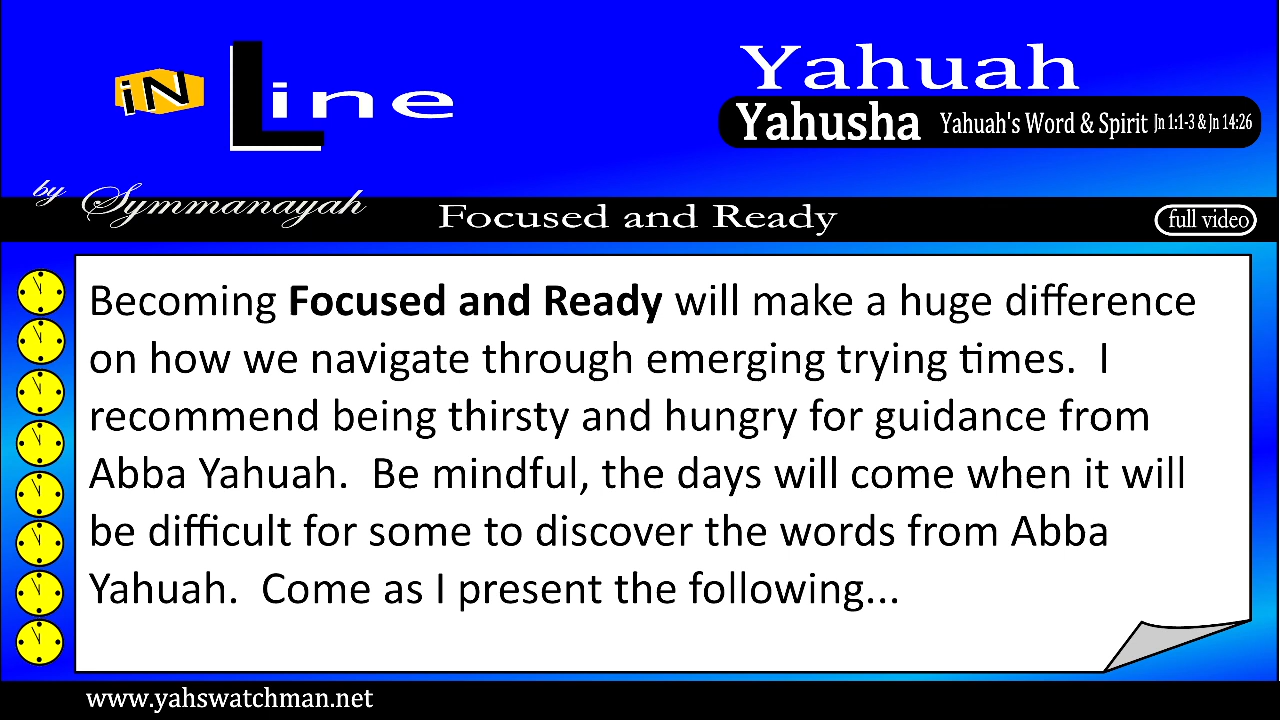 iN Line
Yahuah
Yahusha Yahuah's Word & Spirit Jn 1:1-3 & Jn 14:26
by Symmanayah
Focused and Ready
full video
Becoming Focused and Ready will make a huge difference
on how we navigate through emerging trying times.  I
recommend being thirsty and hungry for guidance from
Abba Yahuah.  Be mindful, the days will come when it will
be difficult for some to discover the words from Abba
Yahuah.  Come as I present the following...
www.yahswatchman.net